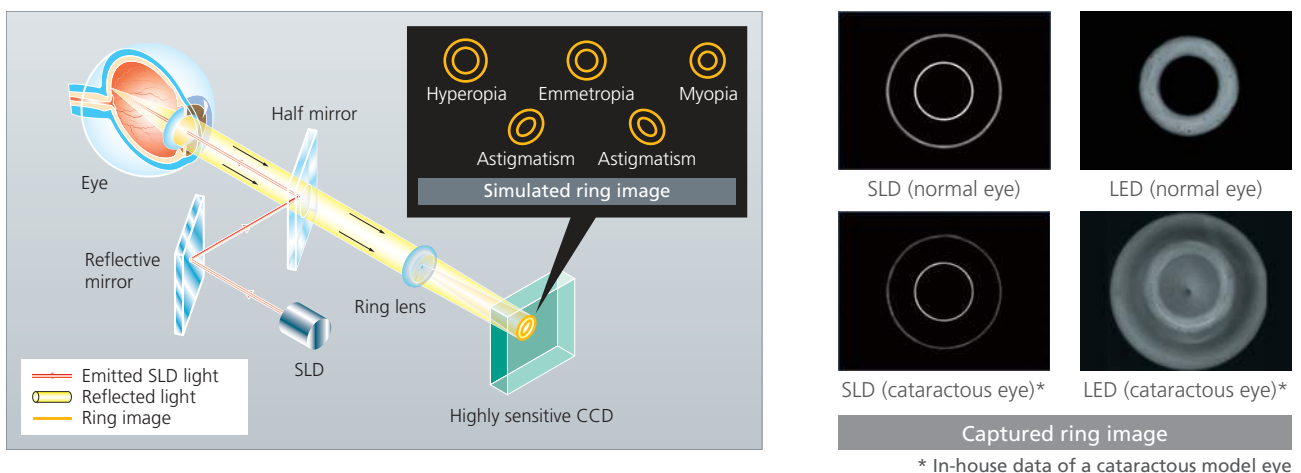 Hyperopia
Emmetropia
Myopia
Astigmatism
Astigmatism
Simulated ring image
Half mirror
Eye
Reflective
mirror
Ring lens
SLD
Highly sensitive CCD
Emitted SLD light
Reflected light
Ring image
SLD (normal eye)
LED (normal eye)
SLD (cataractous eye)*
LED (cataractous eye)*
Captured ring image
* In-house data of a cataractous model eye